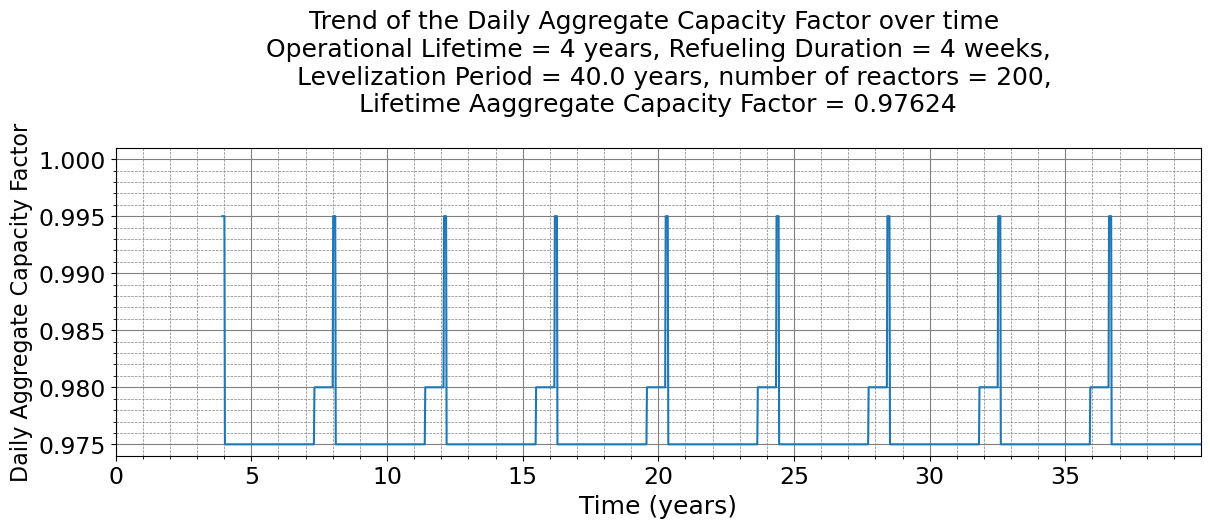 Trend of the Daily Aggregate Capacity Factor over time
Operational Lifetime = 4 years, Refueling Duration = 4 weeks,
Levelization Period = 40.0 years, number of reactors = 200,
Lifetime Aaggregate Capacity Factor = 0.97624
Daily Aggregate Capacity Factor
1.000
0.995
0.990
0.985
0.980
0.975
0 5 10 15 20 25 30 35
Time (years)